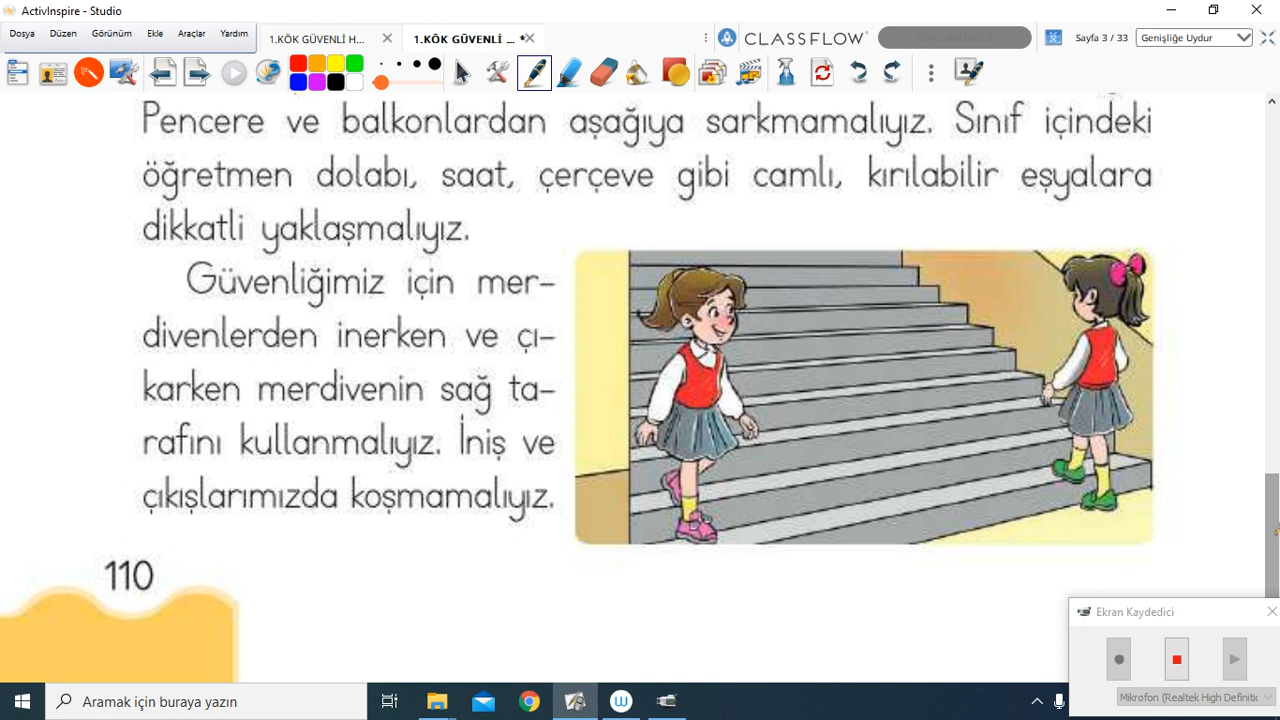 ActivInspire - Studio
Dosya Düzen Görünüm Ekle Araçlar Yardım
1.KÖK GÜVENLİ H...
1.KÖK GÜVENLİ ... *
CLASSFLOW
Sayfa 3 / 33
Genişliğe Uydur
Pencere ve balkonlardan aşağıya sarkmamalıyız. Sınıf içindeki
öğretmen dolabı, saat, çerçeve gibi camlı, kırılabilir eşyalara
dikkatli yaklaşmalıyız.
Güvenliğimiz için mer-
divenlerden inerken ve çı-
karken merdivenin sağ ta-
rafını kullanmalıyız. İniş ve
çıkışlarımızda koşmamalıyız.
110
Ekran Kaydedici
Mikrofon (Realtek High Definitic
Aramak için buraya yazın